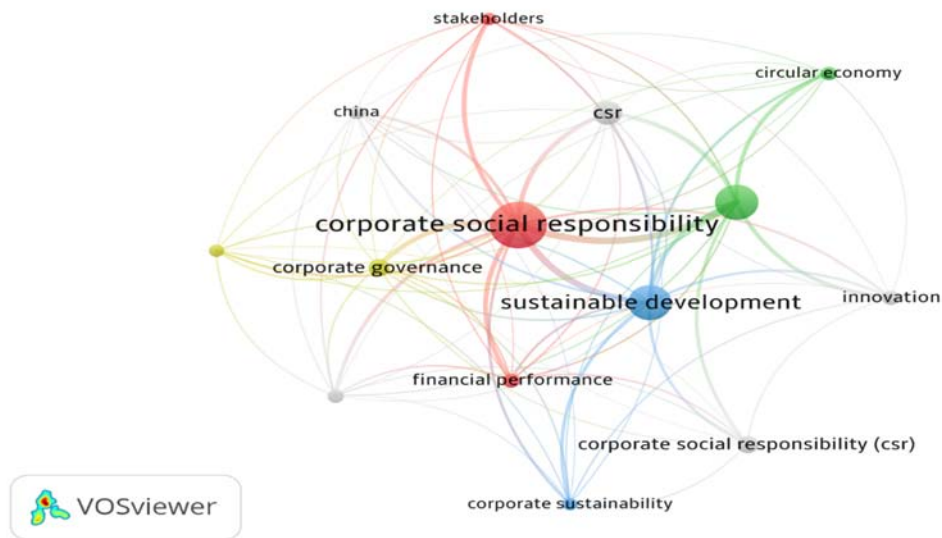 stakeholders
circular economy
china
csr
corporate social responsibility
corporate governance
sustainable development
innovation
financial performance
corporate social responsibility (csr)
corporate sustainability
VOSviewer